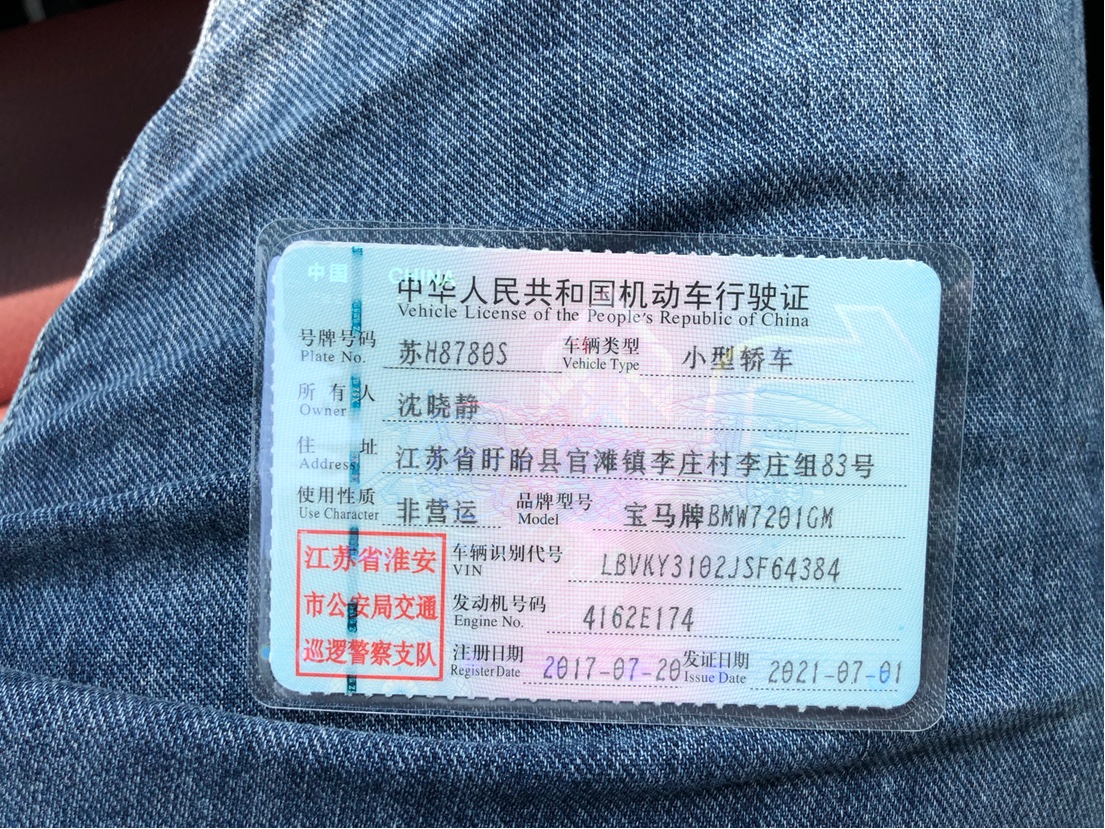 中国 CHINA
中华人民共和国机动车行驶证
Vehicle License of the People's Republic of China
号牌号码 苏H8780S 车辆类型 小型轿车
Plate No. Vehicle Type
所有人 沈晓静
Owner
住址 江苏省盱眙县官滩镇李庄村李庄组83号
Address
使用性质 非营运 品牌型号 宝马牌BMW7201GM
Use Character Model
江苏省淮安
市公安局交通
巡逻警察支队
车辆识别代号 LBVKY3102JSF64384
VIN
发动机号码 4162E174
Engine No.
注册日期 2017-07-20 发证日期 2021-07-01
Register Date Issue Date